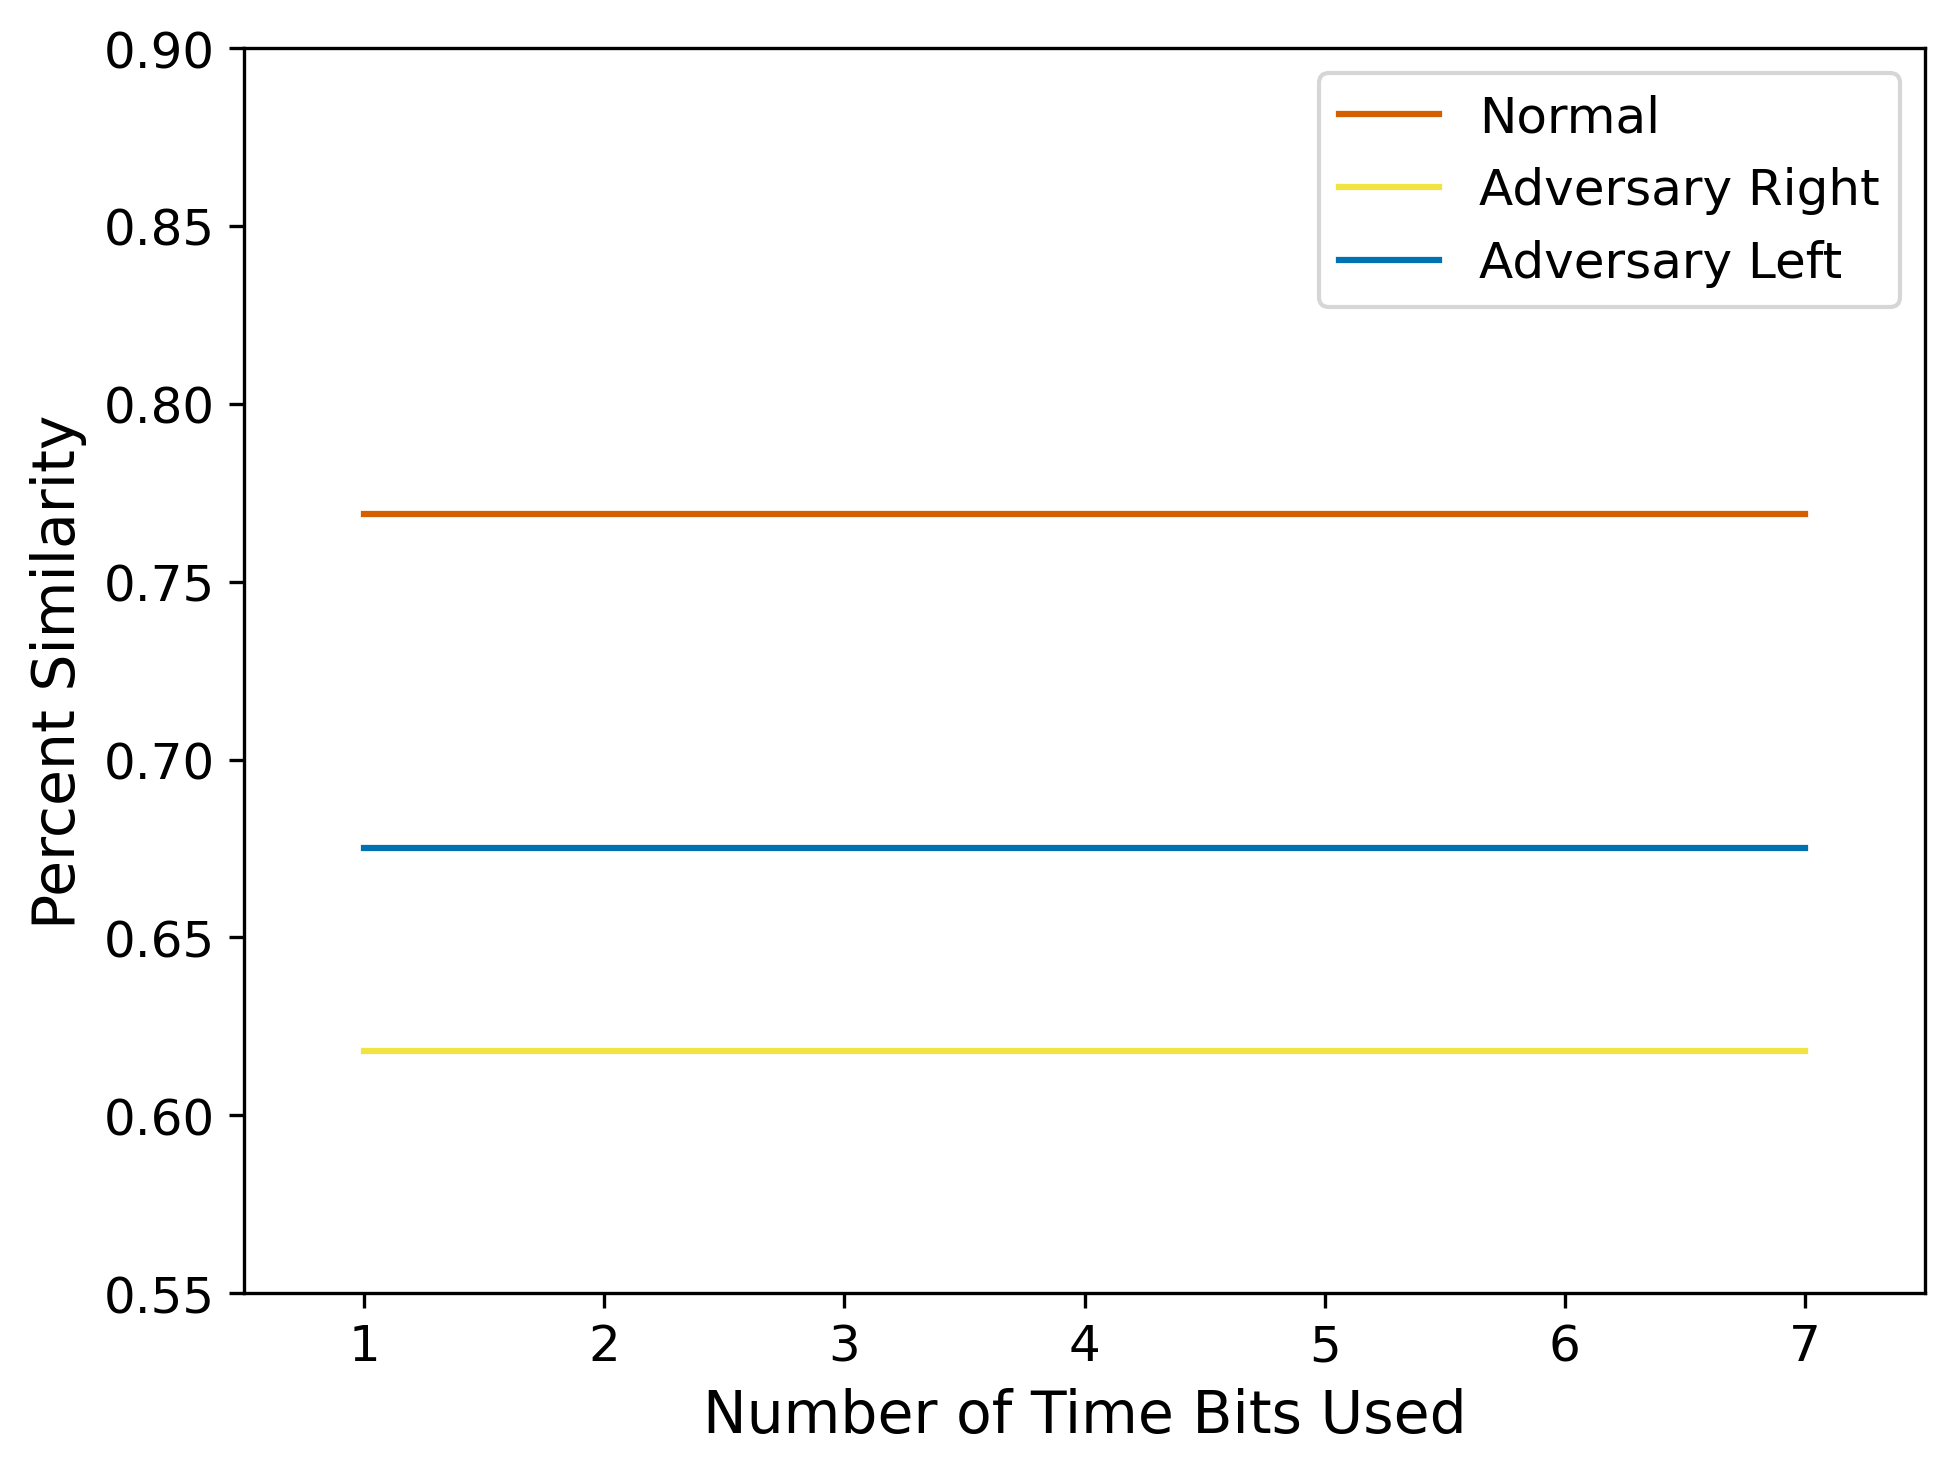 0.90
0.85
0.80
0.75
0.70
0.65
0.60
0.55
Percent Similarity
Normal
Adversary Right
Adversary Left
1 2 3 4 5 6 7
Number of Time Bits Used